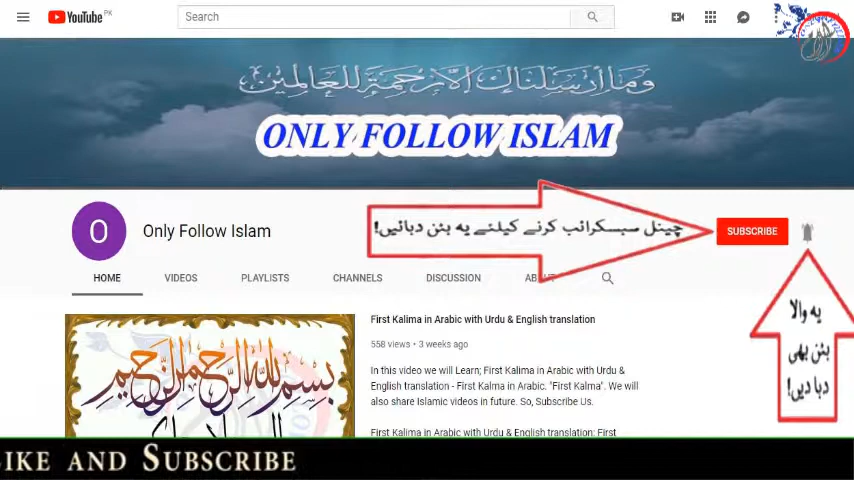 YouTube PK
Search
وما أرسلناك إلا رحمة للعالمين
ONLY FOLLOW ISLAM
O
Only Follow Islam
چینل سبسکرائب کرنے کیلئے یہ بٹن دبائیں!
SUBSCRIBE
HOME VIDEOS PLAYLISTS CHANNELS DISCUSSION
یہ والا
بٹن بھی
دبا دیں!
First Kalima in Arabic with Urdu & English translation
558 views • 3 weeks ago
In this video we will Learn; First Kalima in Arabic with Urdu &
English translation - First Kalma in Arabic. "First Kalma". We will
also share Islamic videos in future. So, Subscribe Us.
First Kalima in Arabic with Urdu & English translation: First
بسم الله الرحمن الرحيم
LIKE AND SUBSCRIBE